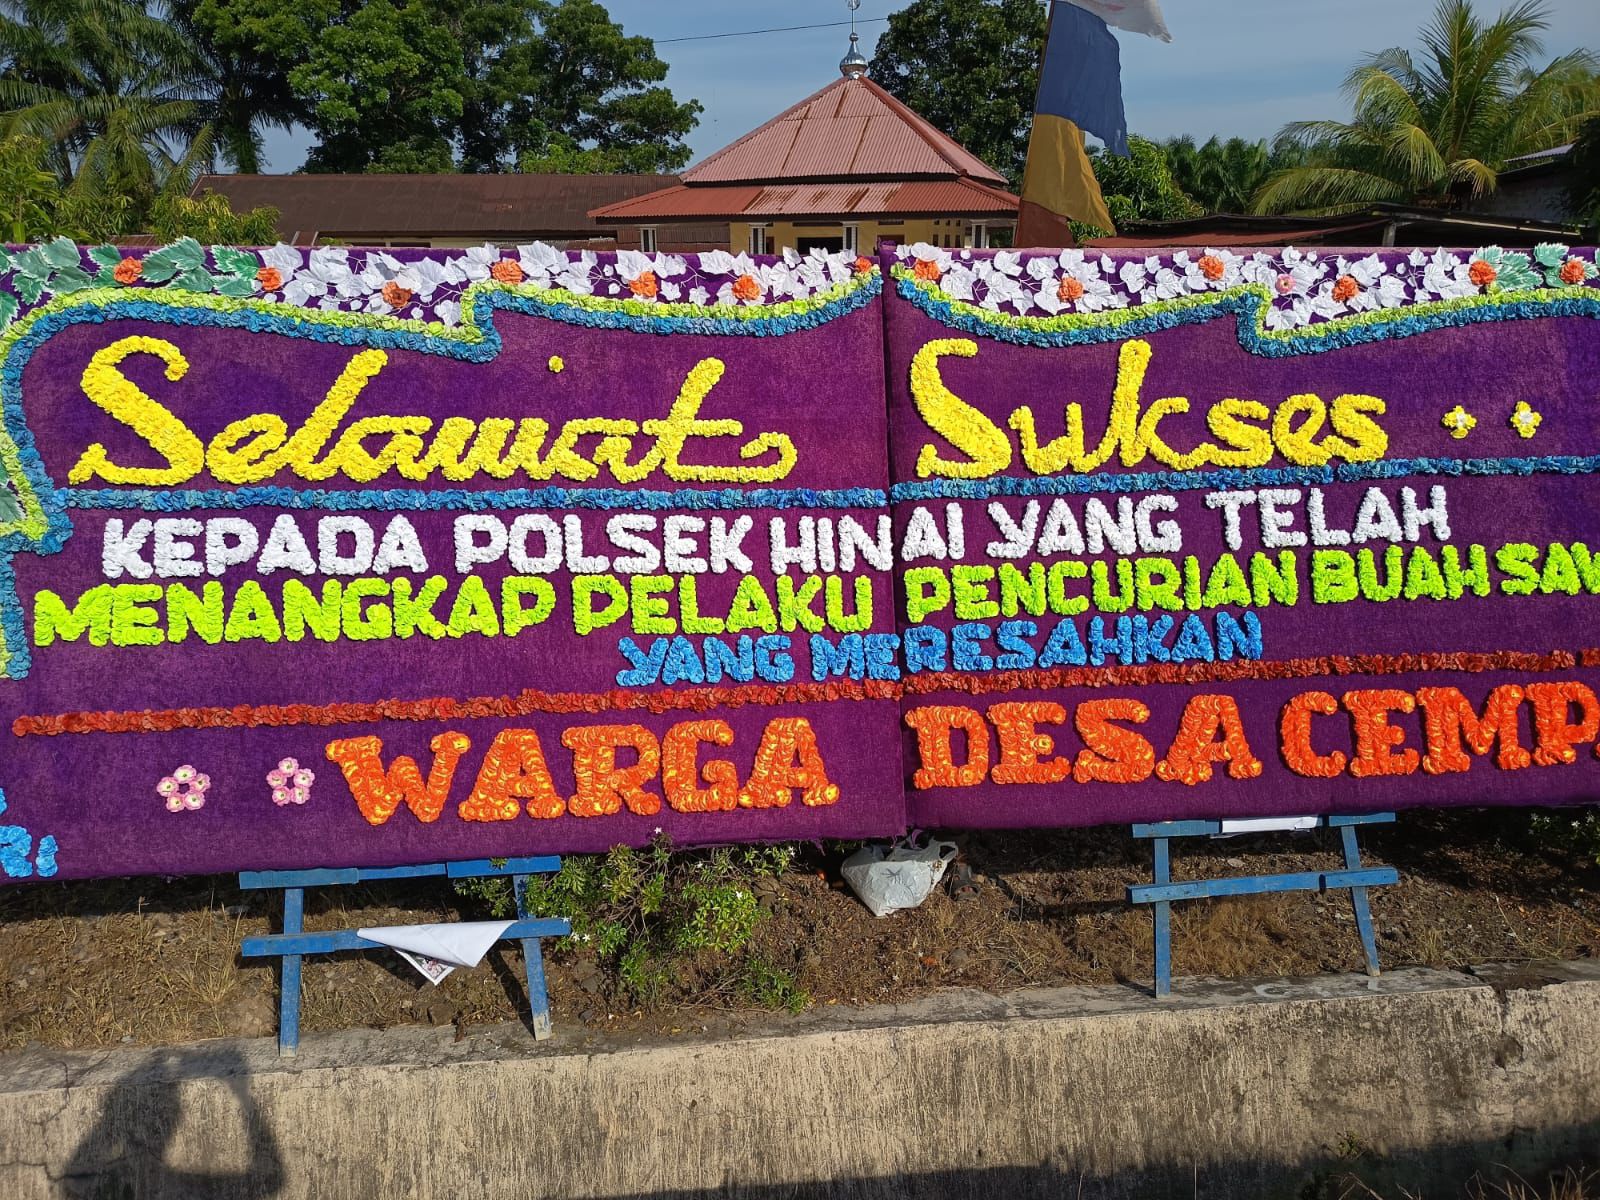 Selamat Sukses
KEPADA POLSEK HINAI YANG TELAH
MENANGKAP PELAKU PENCURIAN BUAH
YANG MERESAHKAN
WARGA DESA